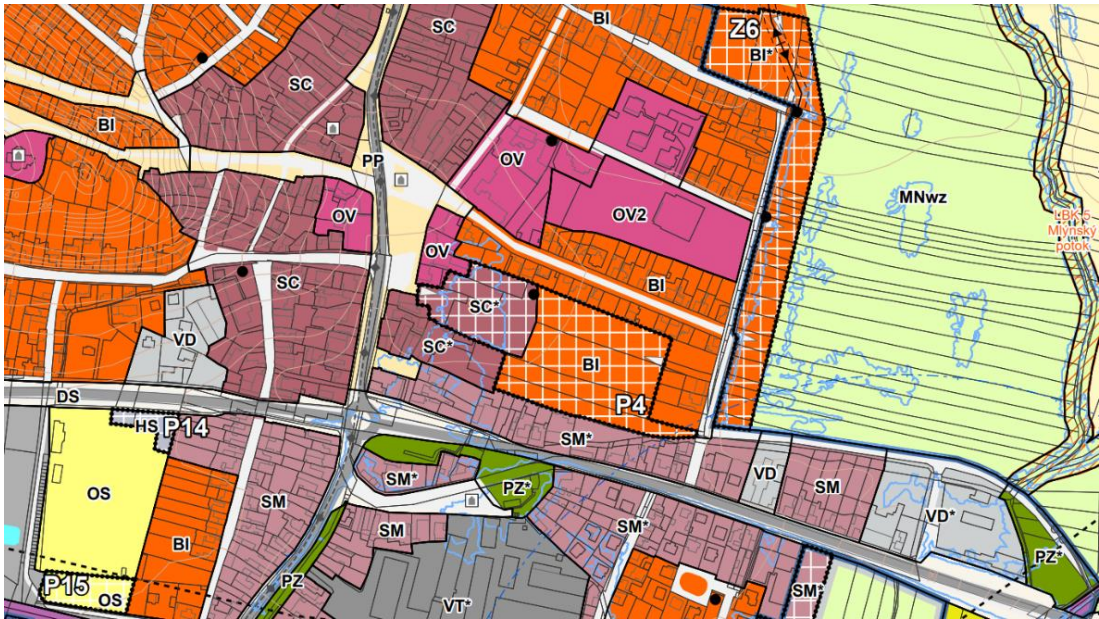 BI
Z6
SC
BI*
SC
BI
PP
OV
MNwz
OV
OV2
LBK 5
Mlýnský
potok
OV
SC
BI
SC*
VD
SC*
BI
DS
P4
HS
P14
SM*
OS
SM
SM*
PZ*
VD
SM
VD*
BI
SM
SM*
PZ*
P15
OS
PZ
VT*
SM*